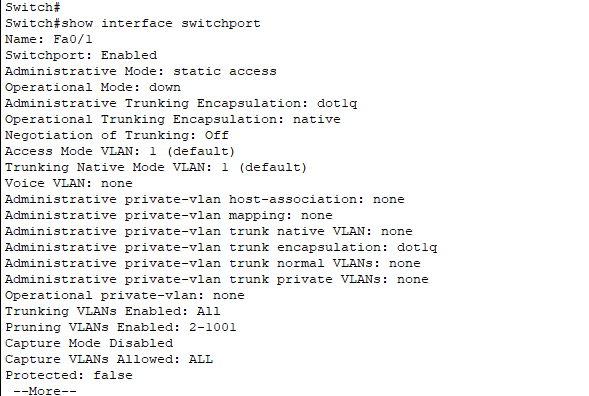 Switch#
Switch#show interface switchport
Name: Fa0/1
Switchport: Enabled
Administrative Mode: static access
Operational Mode: down
Administrative Trunking Encapsulation: dot1q
Operational Trunking Encapsulation: native
Negotiation of Trunking: Off
Access Mode VLAN: 1 (default)
Trunking Native Mode VLAN: 1 (default)
Voice VLAN: none
Administrative private-vlan host-association: none
Administrative private-vlan mapping: none
Administrative private-vlan trunk native VLAN: none
Administrative private-vlan trunk encapsulation: dot1q
Administrative private-vlan trunk normal VLANs: none
Administrative private-vlan trunk private VLANs: none
Operational private-vlan: none
Trunking VLANs Enabled: All
Pruning VLANs Enabled: 2-1001
Capture Mode Disabled
Capture VLANs Allowed: ALL
Protected: false
--More--